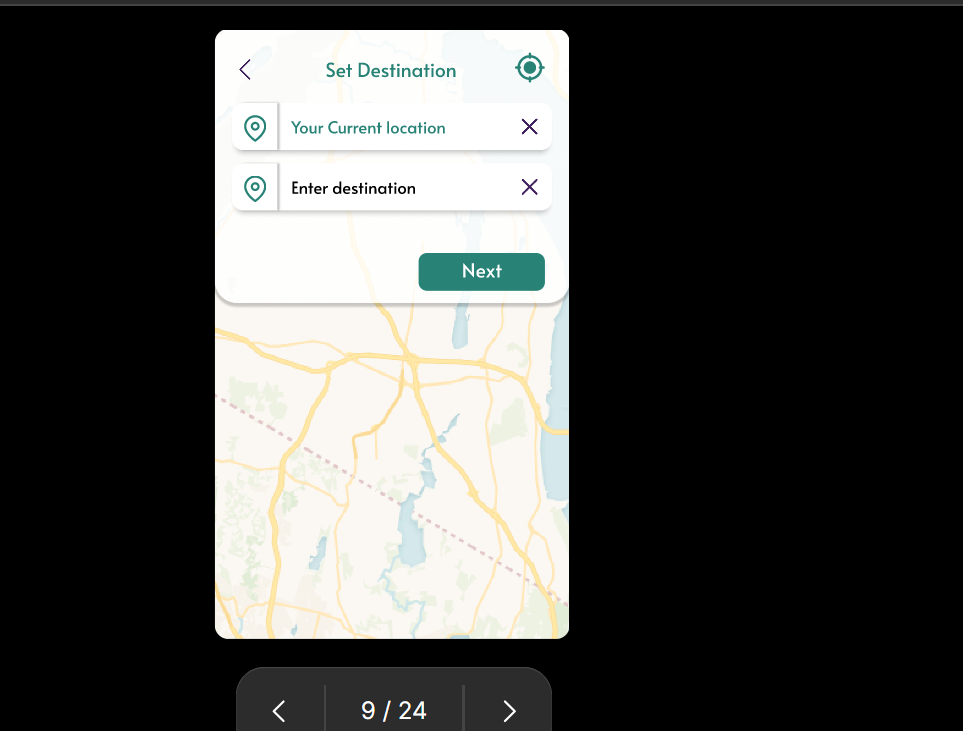 Set Destination
Your Current location
Enter destination
Next
9 / 24